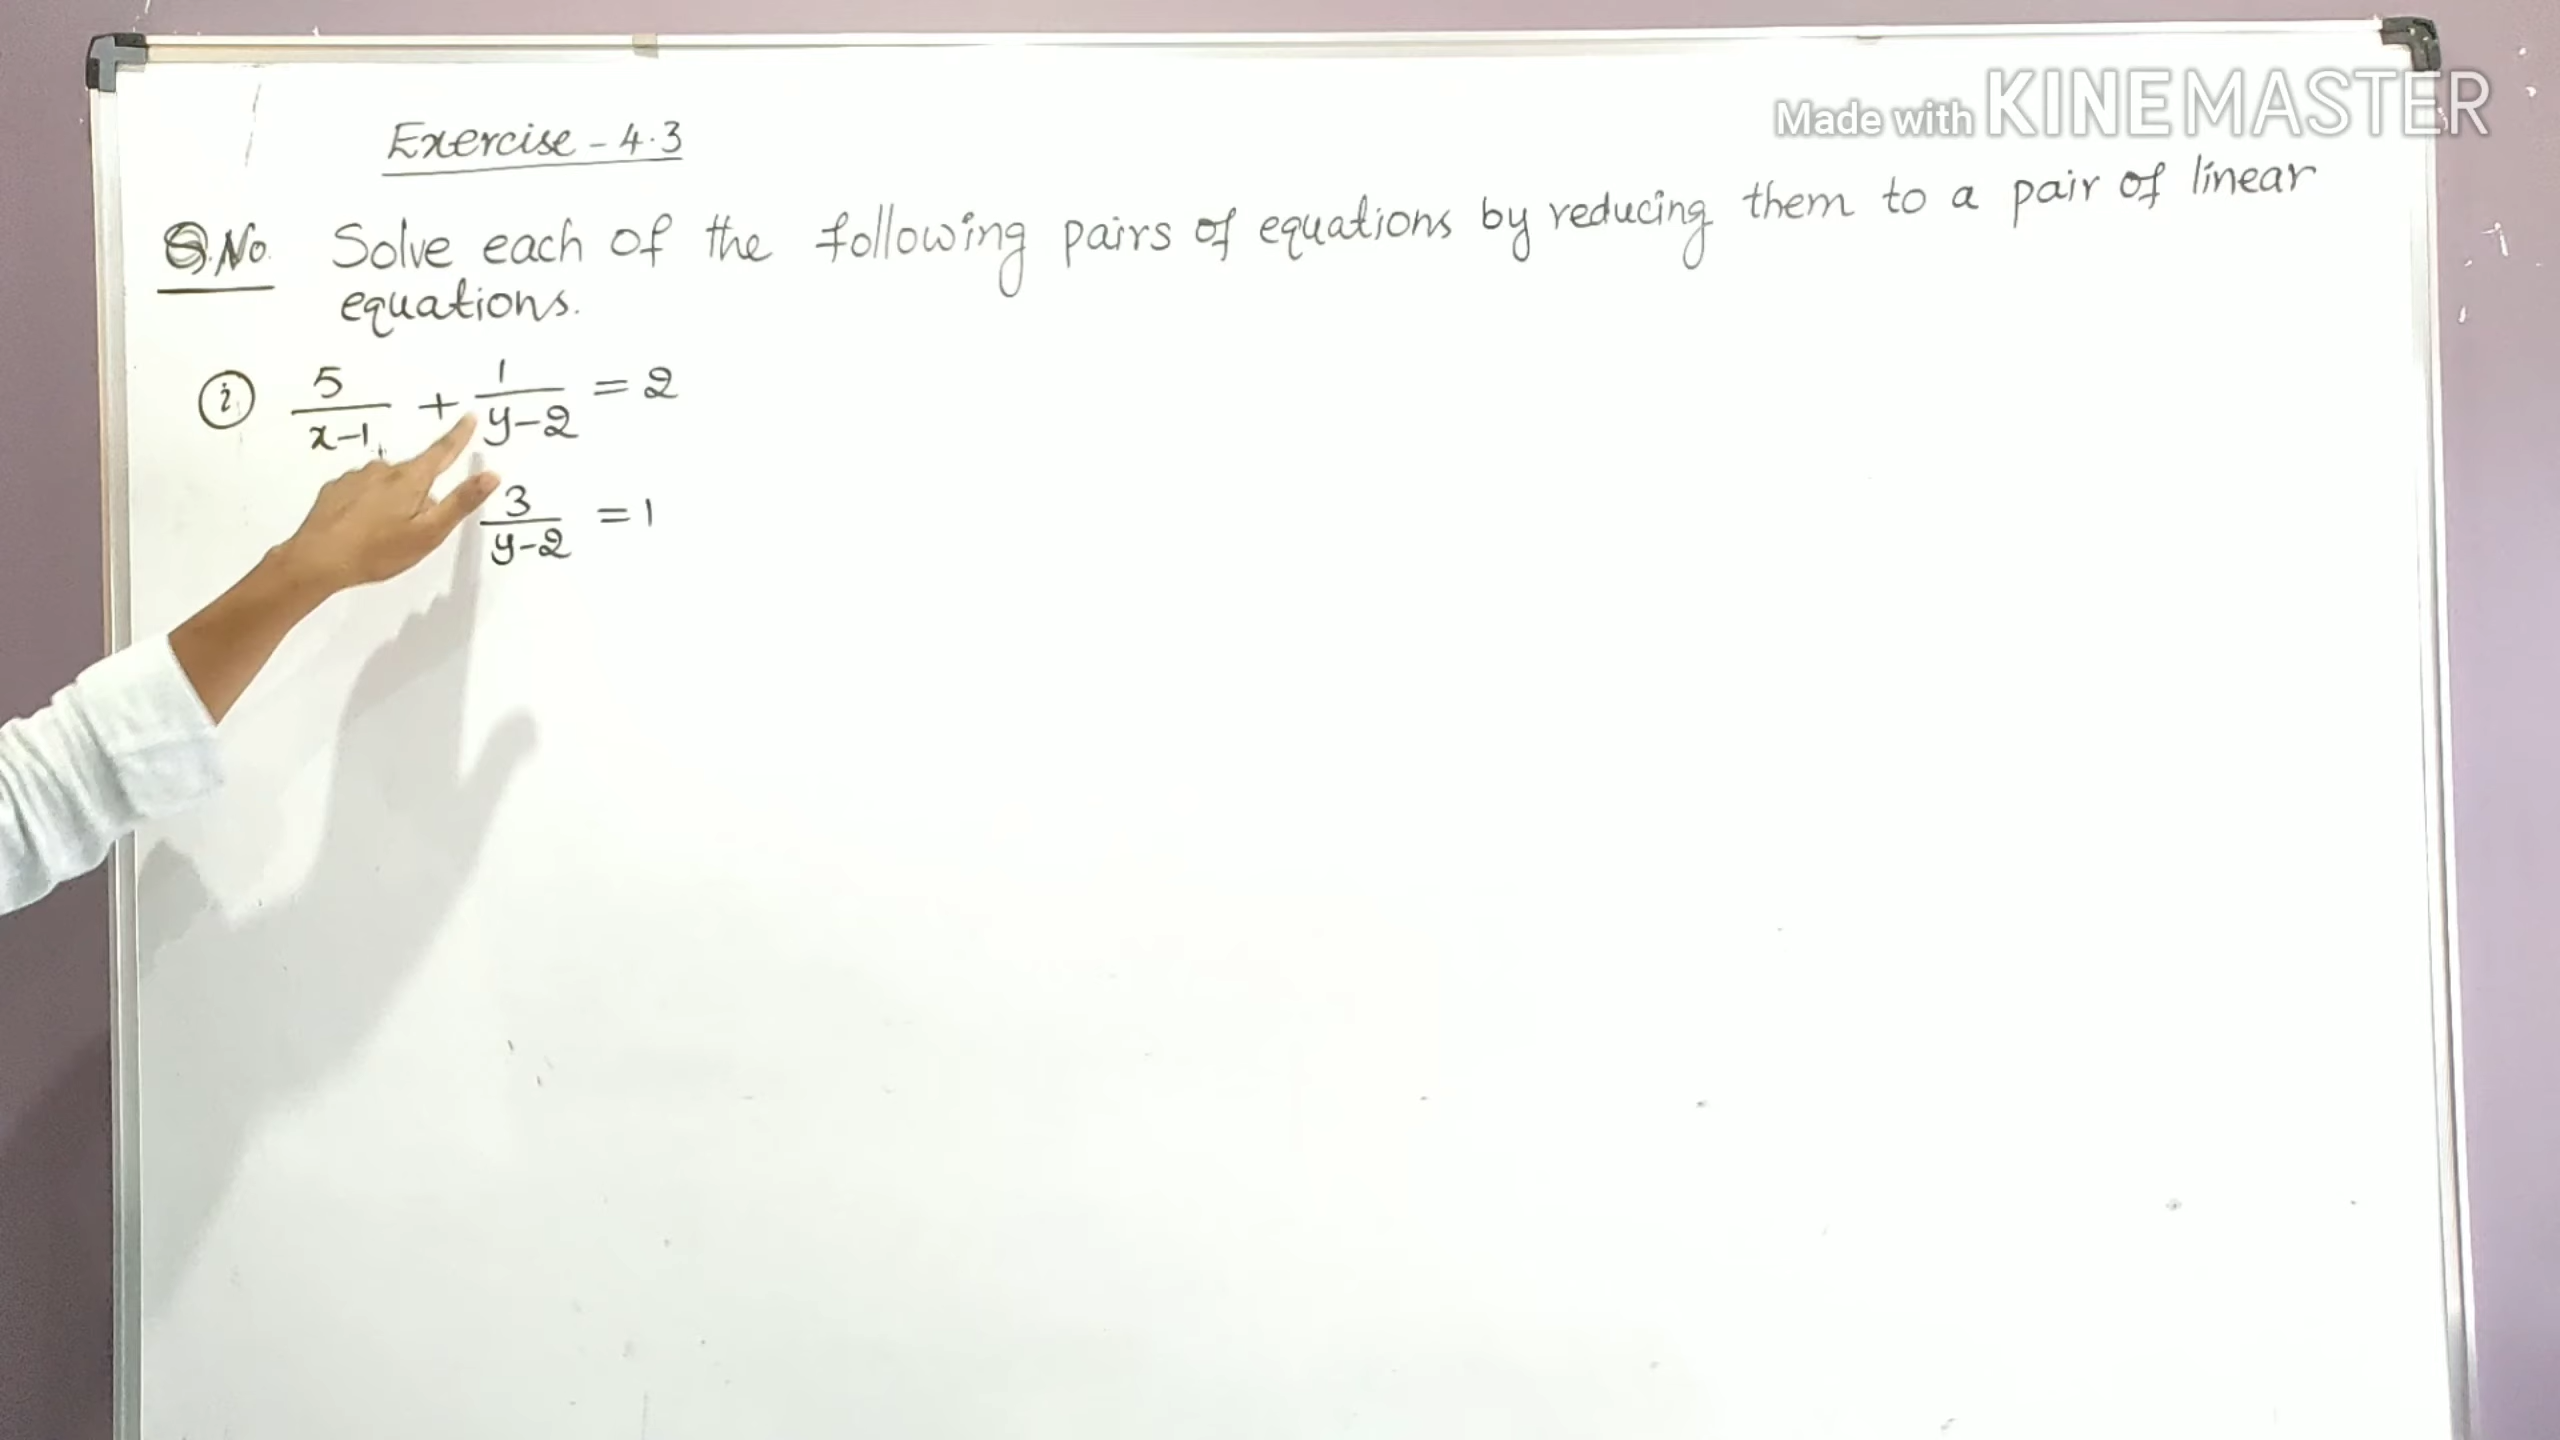 Made with KINEMASTER
Exercise - 4.3
Q.No. Solve each of the following pairs of equations by reducing them to a pair of linear
equations.
(i) 5/(x-1) + 1/(y-2) = 2
3/(y-2) = 1